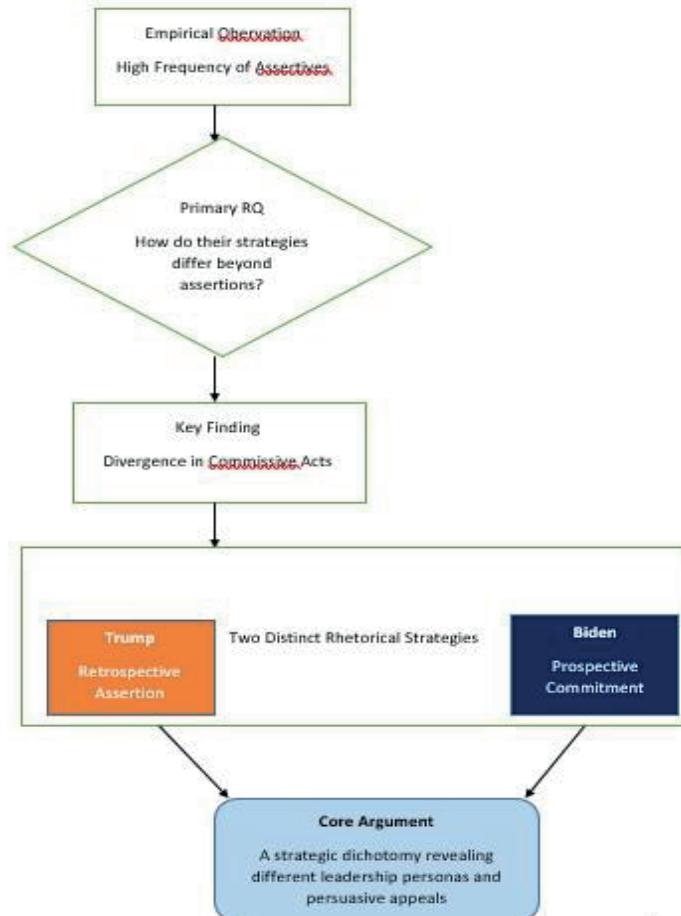 Empirical Obervation
High Frequency of Assertives
Primary RQ
How do their strategies
differ beyond
assertions?
Key Finding
Divergence in Commissive Acts
Two Distinct Rhetorical Strategies
Trump
Retrospective
Assertion
Biden
Prospective
Commitment
Core Argument
A strategic dichotomy revealing
different leadership personas and
persuasive appeals